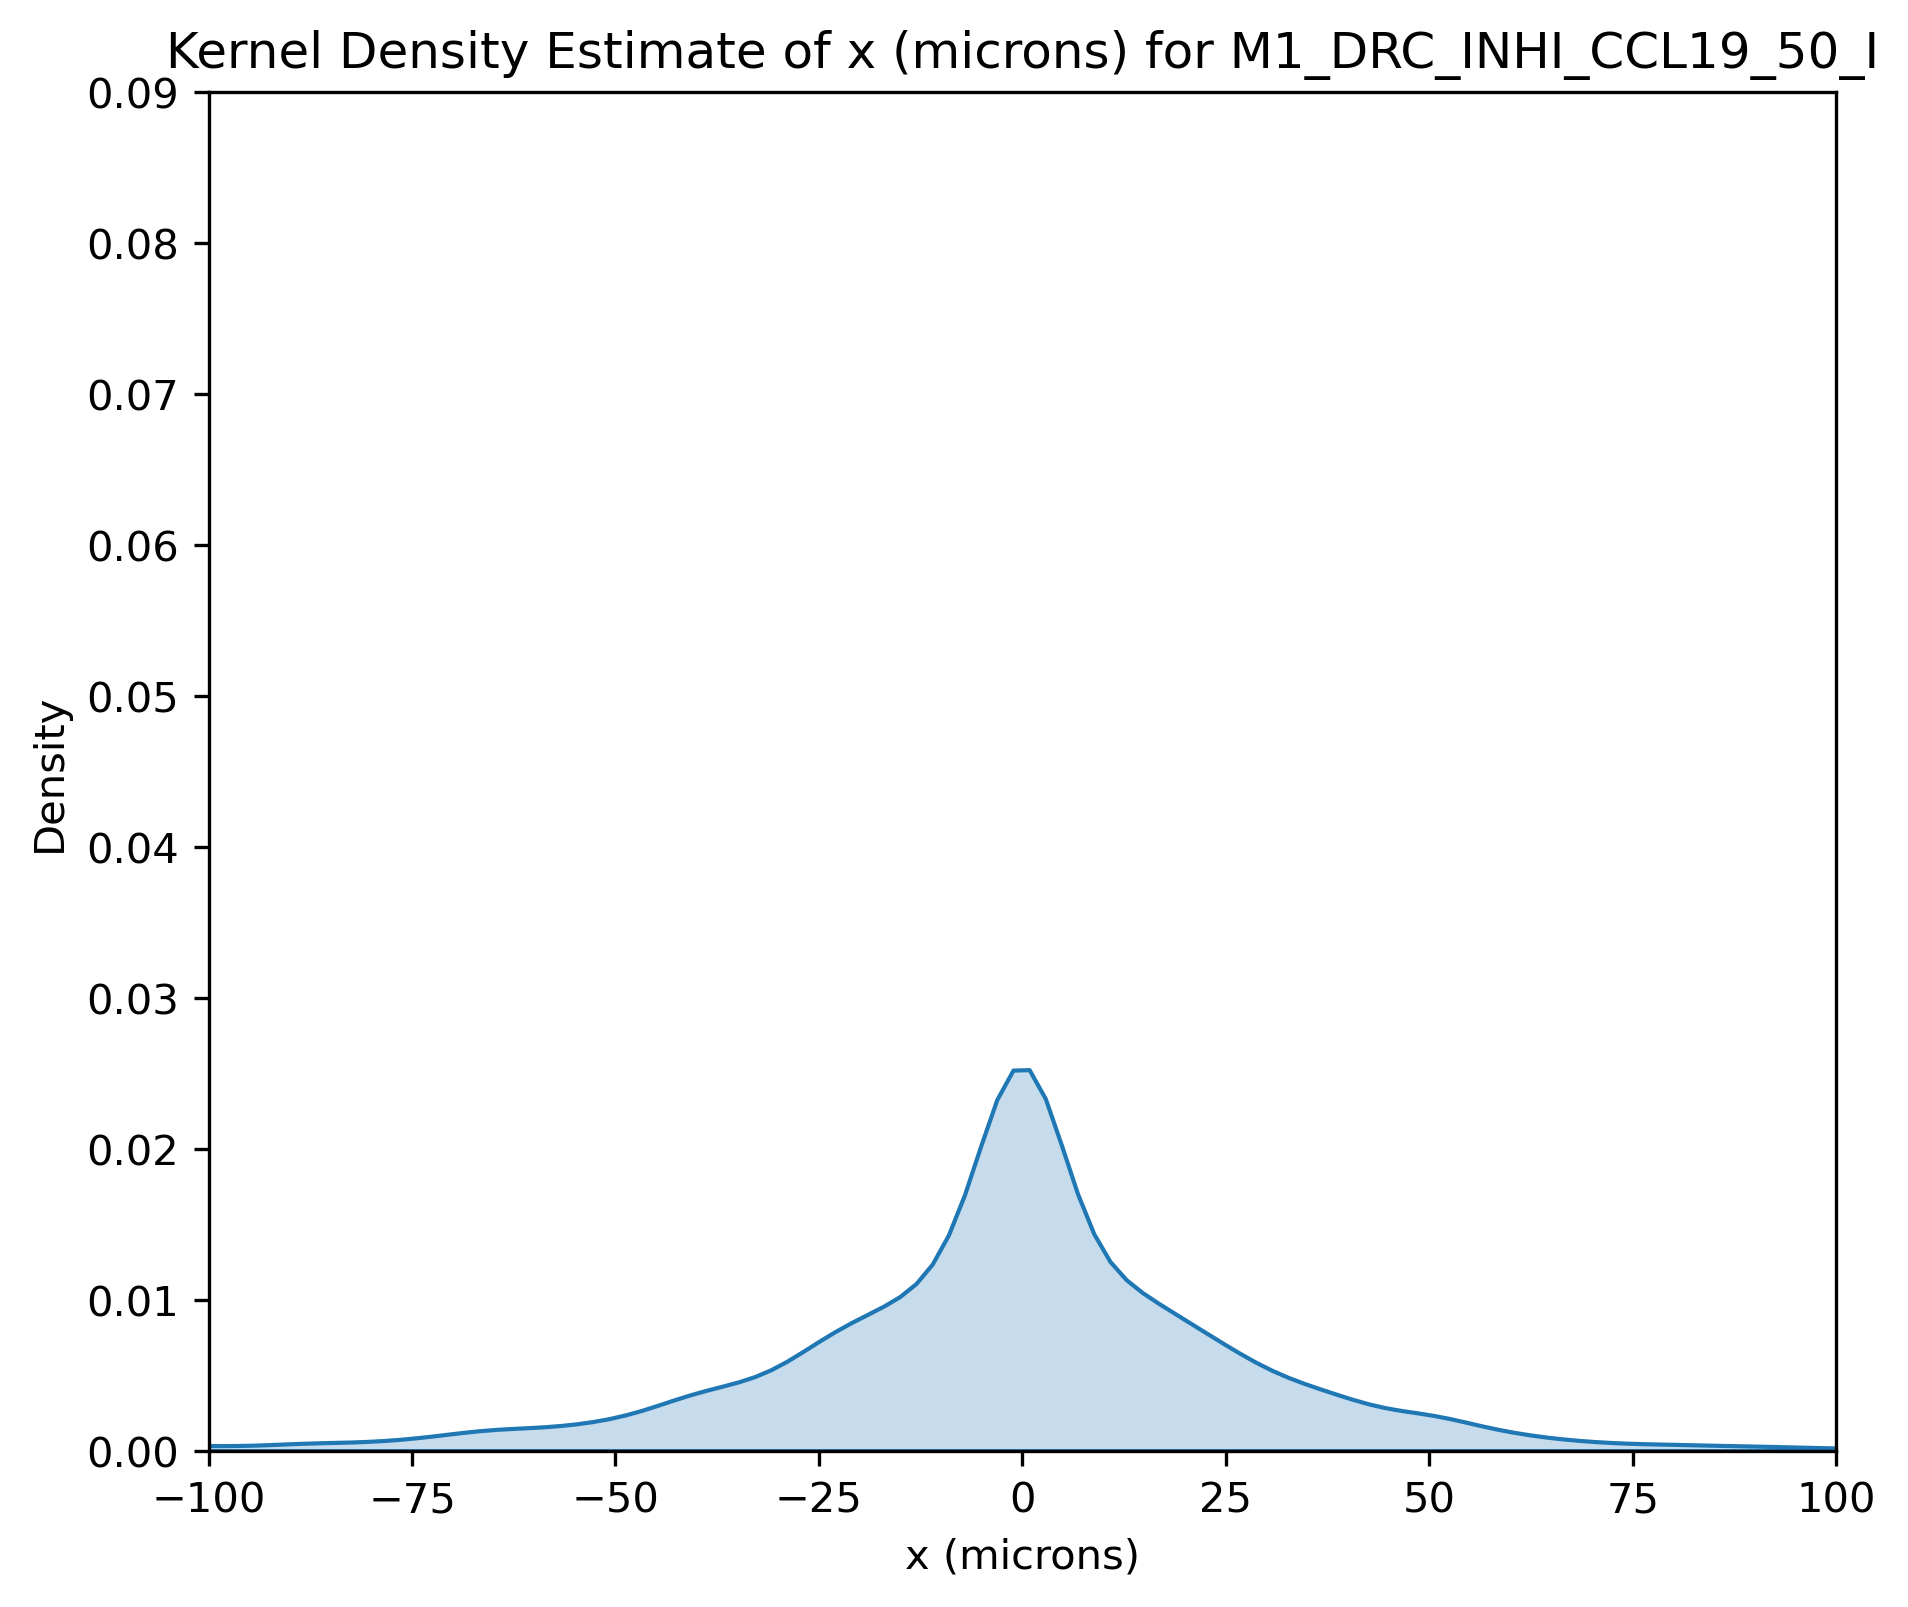 Kernel Density Estimate of x (microns) for M1_DRC_INHI_CCL19_50_I
0.09
0.08
0.07
0.06
0.05
0.04
0.03
0.02
0.01
0.00
Density
−100 −75 −50 −25 0 25 50 75 100
x (microns)